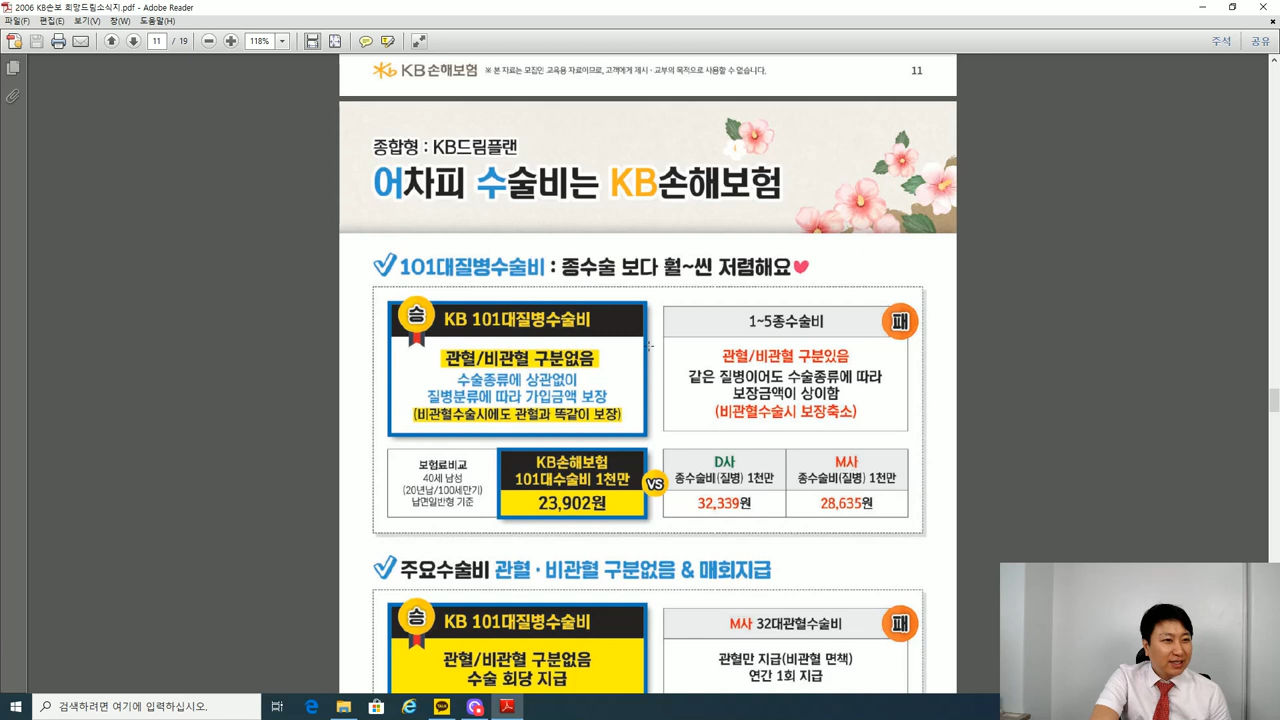 2006 KB손보 희망드림소식지.pdf - Adobe Reader
파일(F) 편집(E) 보기(V) 창(W) 도움말(H)
11 / 19 118% 주석 공유
KB손해보험 ※ 본 자료는 모집인 교육용 자료이므로, 고객에게 제시·교부의 목적으로 사용할 수 없습니다. 11
종합형 : KB드림플랜
어차피 수술비는 KB손해보험
101대질병수술비 : 종수술 보다 훨~씬 저렴해요
승 KB 101대질병수술비
관혈/비관혈 구분없음
수술종류에 상관없이
질병분류에 따라 가입금액 보장
(비관혈수술시에도 관혈과 똑같이 보장)
1~5종수술비 패
관혈/비관혈 구분있음
같은 질병이어도 수술종류에 따라
보장금액이 상이함
(비관혈수술시 보장축소)
보험료비교
40세 남성
(20년납/100세만기)
납면일반형 기준
KB손해보험
101대수술비 1천만
23,902원
VS
D사
종수술비(질병) 1천만
32,339원
M사
종수술비(질병) 1천만
28,635원
주요수술비 관혈 · 비관혈 구분없음 & 매회지급
승 KB 101대질병수술비
관혈/비관혈 구분없음
수술 회당 지급
M사 32대관혈수술비 패
관혈만 지급(비관혈 면책)
연간 1회 지급
검색하려면 여기에 입력하십시오.